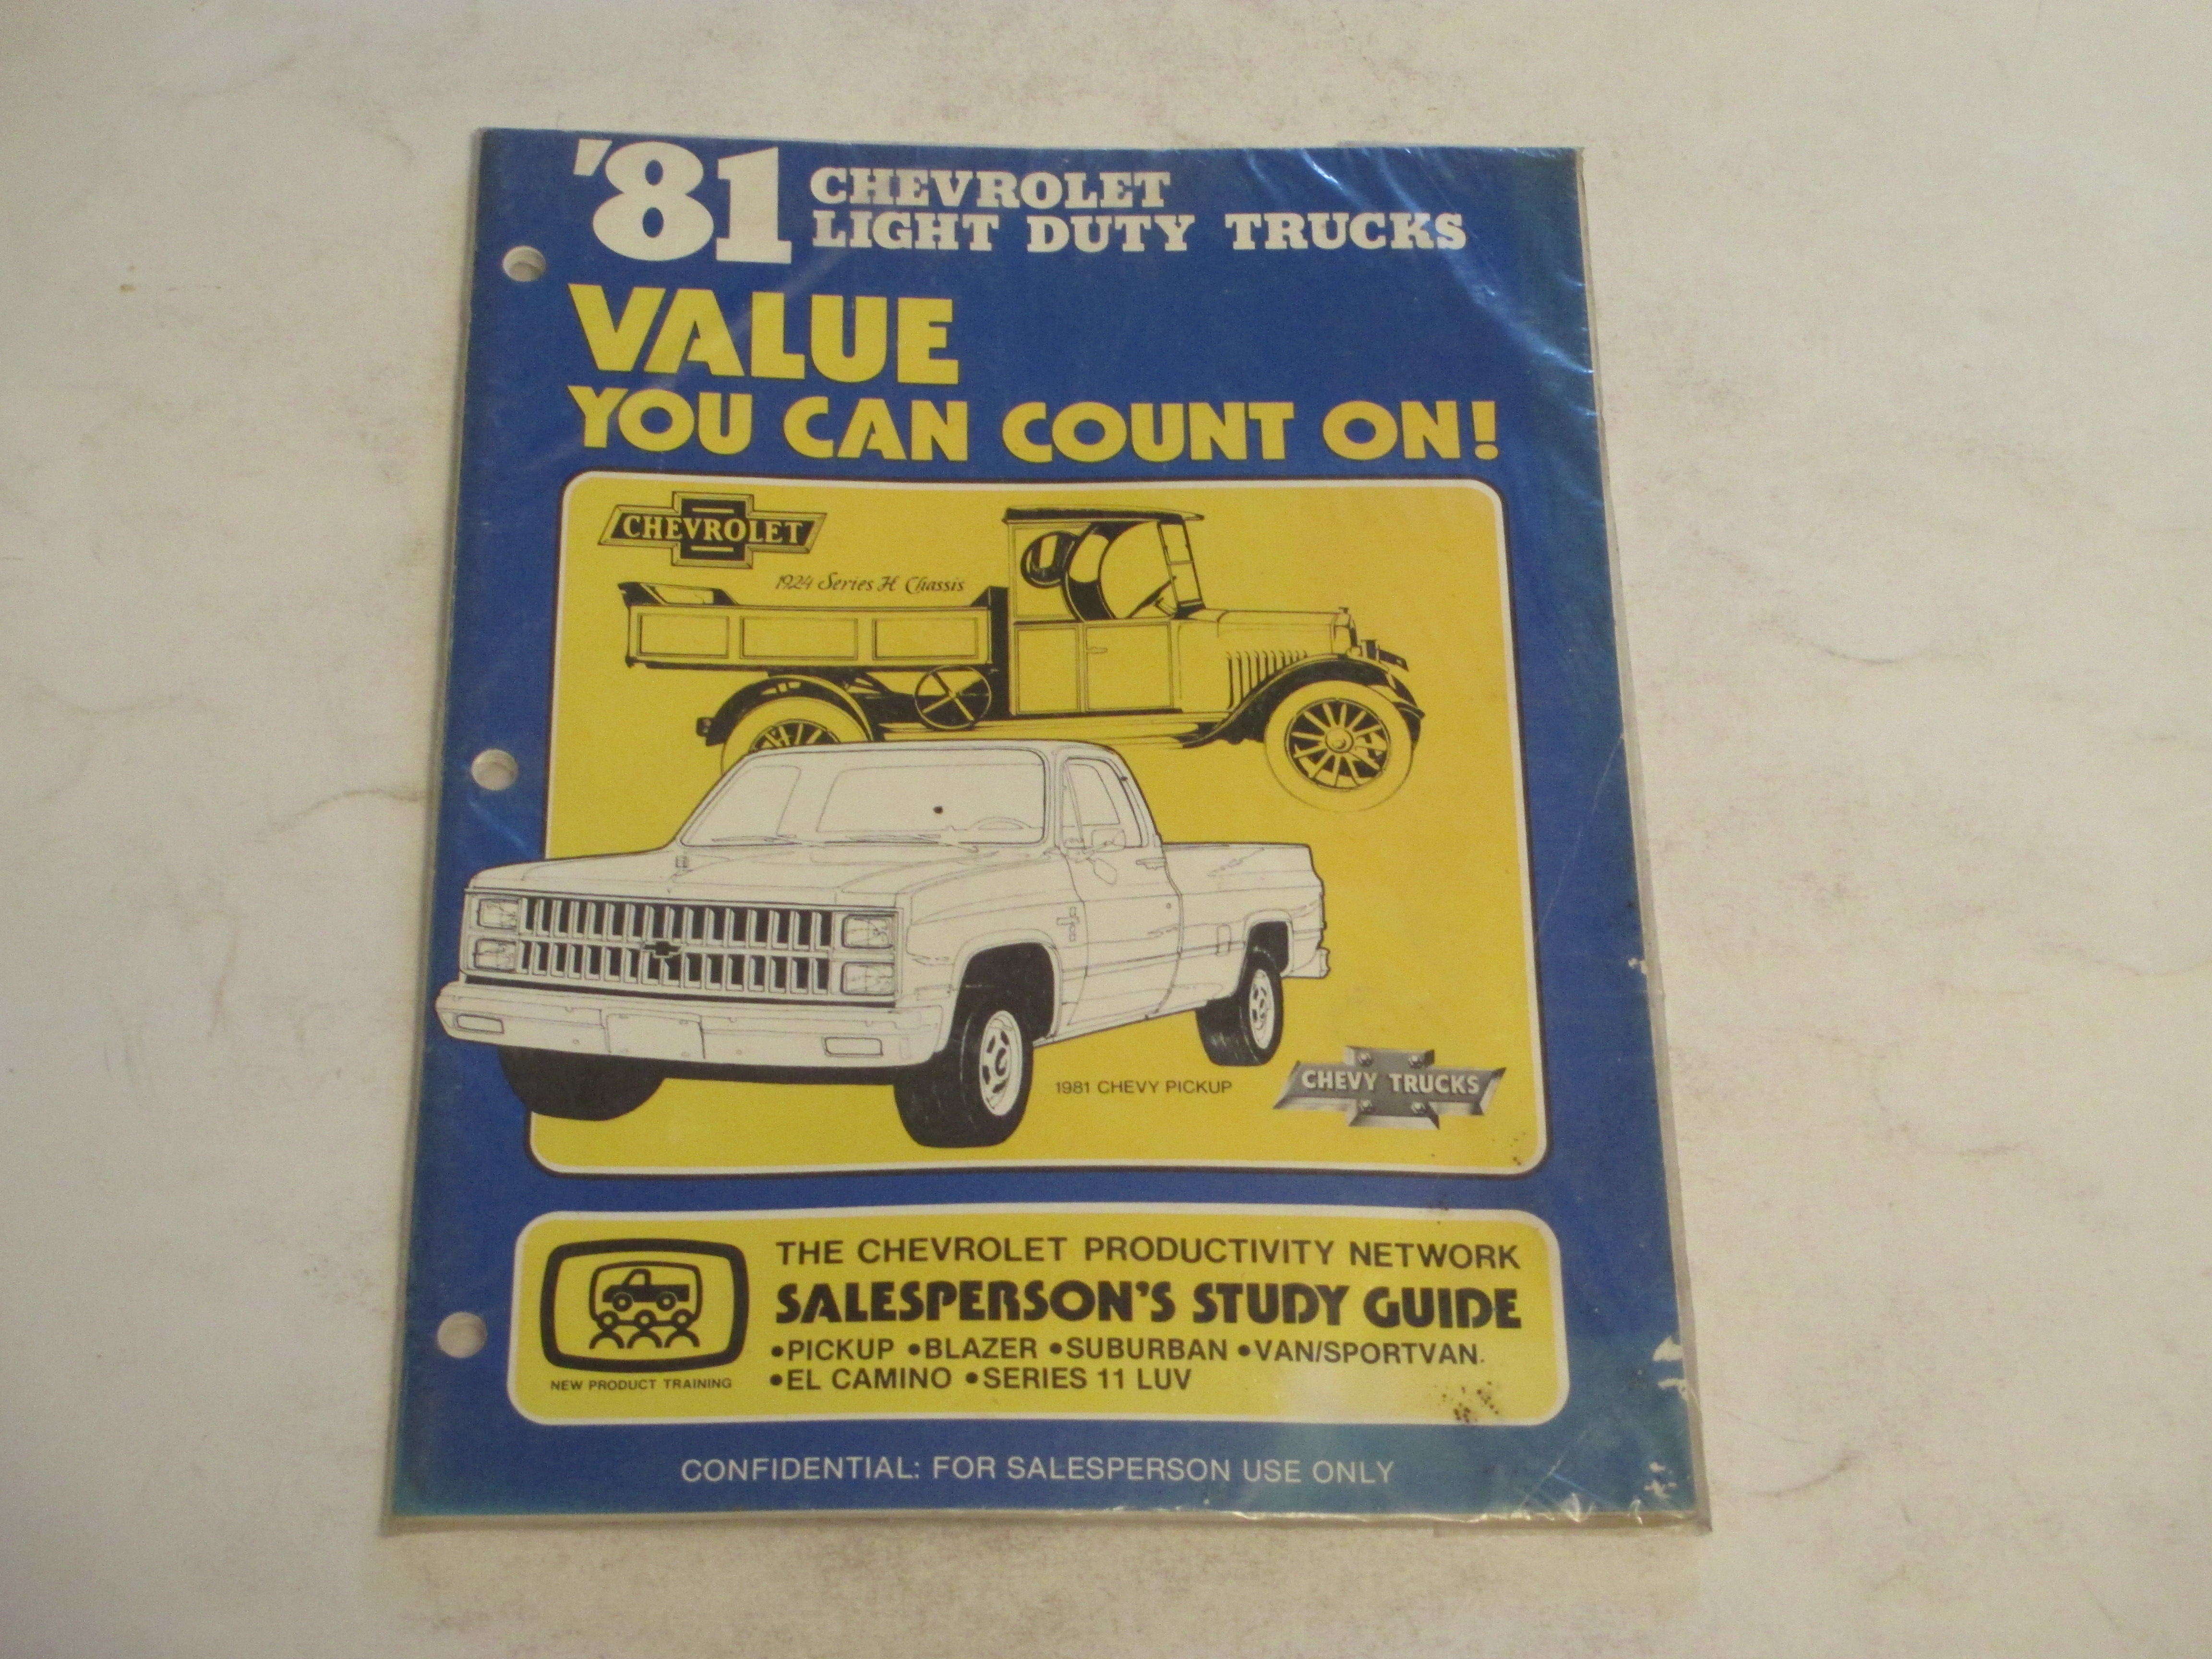 '81 CHEVROLET
LIGHT DUTY TRUCKS
VALUE
YOU CAN COUNT ON!
CHEVROLET
1924 Series H Chassis
1981 CHEVY PICKUP
CHEVY TRUCKS
THE CHEVROLET PRODUCTIVITY NETWORK
SALESPERSON'S STUDY GUIDE
•PICKUP •BLAZER •SUBURBAN •VAN/SPORTVAN
•EL CAMINO •SERIES 11 LUV
NEW PRODUCT TRAINING
CONFIDENTIAL: FOR SALESPERSON USE ONLY